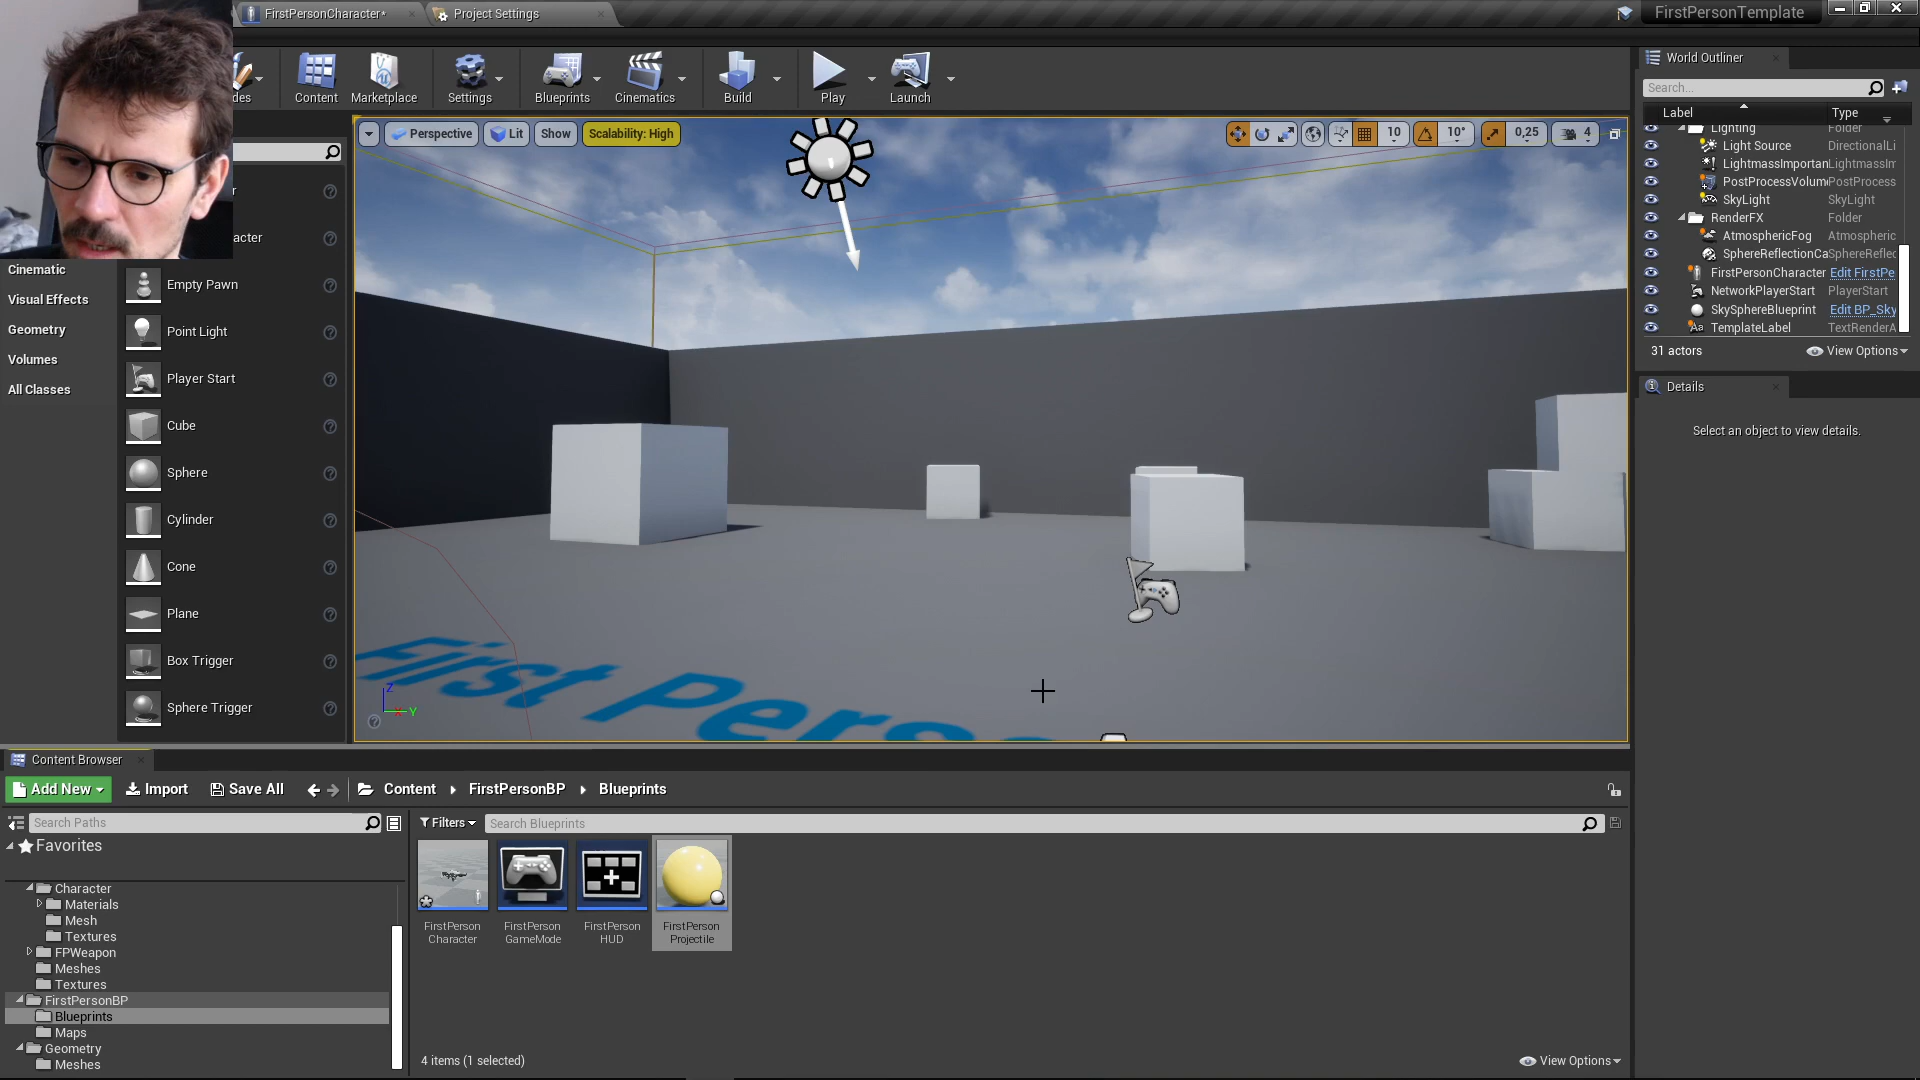 FirstPersonCharacter*
Project Settings
FirstPersonTemplate
des
Content
Marketplace
Settings
Blueprints
Cinematics
Build
Play
Launch
Perspective
Lit
Show
Scalability: High
10
10°
0,25
4
r
acter
Cinematic
Visual Effects
Geometry
Volumes
All Classes
Empty Pawn
Point Light
Player Start
Cube
Sphere
Cylinder
Cone
Plane
Box Trigger
Sphere Trigger
First Perso
Z
X
Y
World Outliner
Search...
Label
Type
Lighting
Folder
Light Source
DirectionalLi
LightmassImportan
LightmassIm
PostProcessVolum
PostProcess
SkyLight
SkyLight
RenderFX
Folder
AtmosphericFog
Atmospheric
SphereReflectionCa
SphereReflec
FirstPersonCharacter
Edit FirstPe
NetworkPlayerStart
PlayerStart
SkySphereBlueprint
Edit BP_Sky
TemplateLabel
TextRenderA
31 actors
View Options
Details
Select an object to view details.
Content Browser
Add New
Import
Save All
Content
FirstPersonBP
Blueprints
Search Paths
Filters
Search Blueprints
Favorites
Character
Materials
Mesh
Textures
FPWeapon
Meshes
Textures
FirstPersonBP
Blueprints
Maps
Geometry
Meshes
FirstPerson
Character
FirstPerson
GameMode
FirstPerson
HUD
FirstPerson
Projectile
4 items (1 selected)
View Options